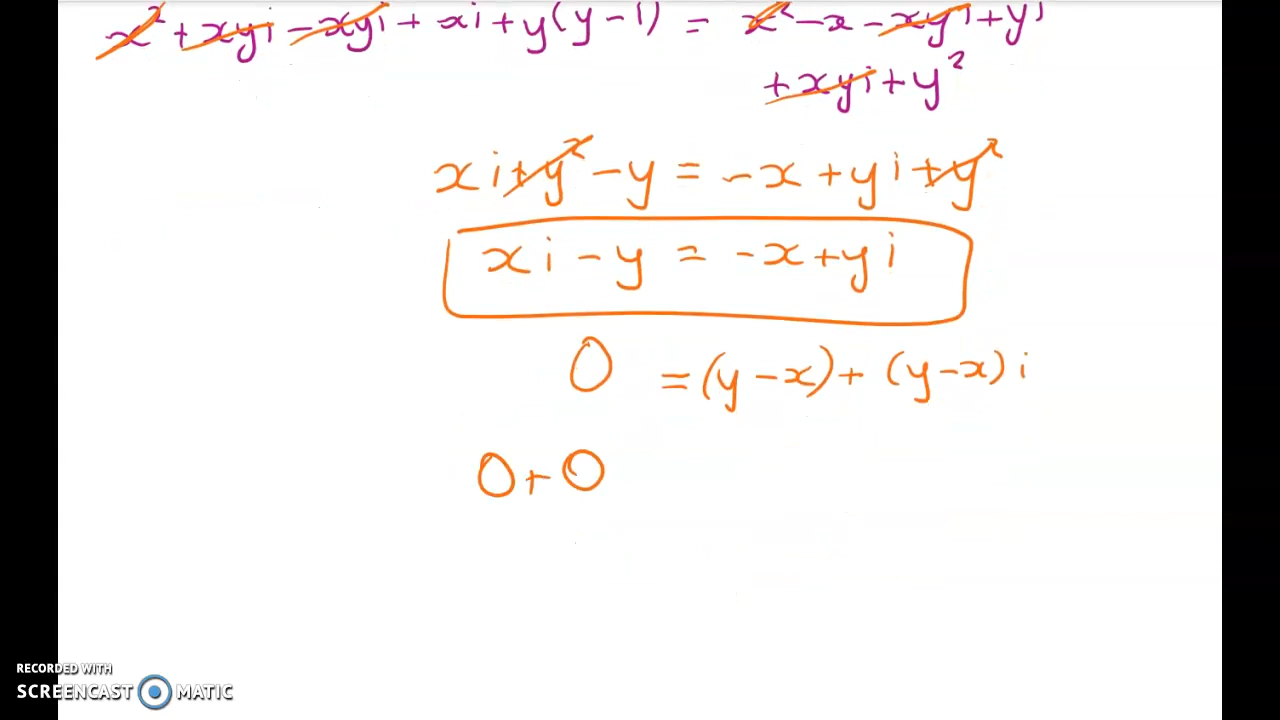 x² + xyi - xyi + xi + y(y-1) = x² - x - xyi + yi
+ xyi + y²
xi + y² - y = -x + yi + y²
xi - y = -x + yi
0 = (y-x) + (y-x)i
0 + 0
RECORDED WITH
SCREENCAST MATIC